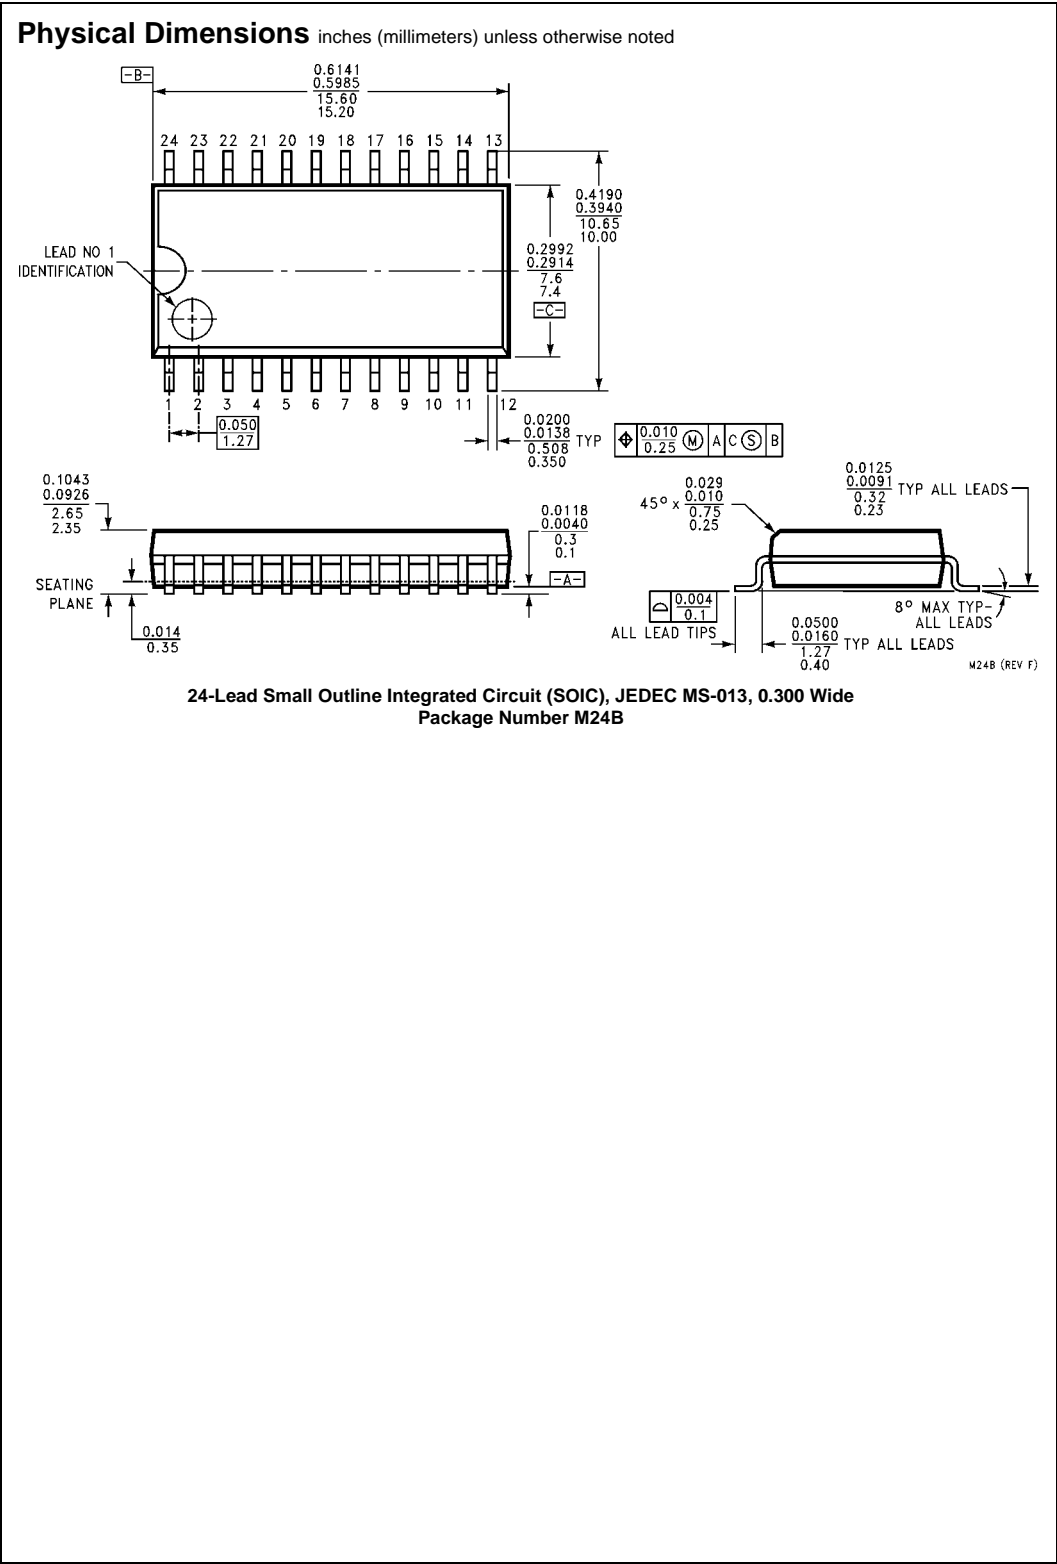 Physical Dimensions inches (millimeters) unless otherwise noted
-B-
0.6141
0.5985
15.60
15.20
24 23 22 21 20 19 18 17 16 15 14 13
0.4190
0.3940
10.65
10.00
LEAD NO 1
IDENTIFICATION
0.2992
0.2914
7.6
7.4
-C-
1 2 3 4 5 6 7 8 9 10 11 12
0.050
1.27
0.0200
0.0138
0.508
0.350
TYP
0.010
0.25
M A C S B
0.1043
0.0926
2.65
2.35
0.0118
0.0040
0.3
0.1
-A-
SEATING
PLANE
0.014
0.35
45° x
0.029
0.010
0.75
0.25
0.0125
0.0091
0.32
0.23
TYP ALL LEADS
0.004
0.1
ALL LEAD TIPS
8° MAX TYP-
ALL LEADS
0.0500
0.0160
1.27
0.40
TYP ALL LEADS
M24B (REV F)
24-Lead Small Outline Integrated Circuit (SOIC), JEDEC MS-013, 0.300 Wide
Package Number M24B